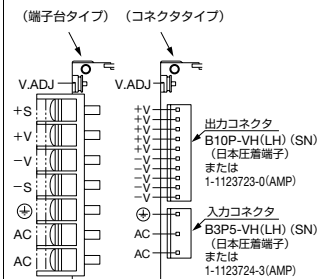 (端子台タイプ) (コネクタタイプ)
V.ADJ
+S
+V
−V
−S
AC
AC
V.ADJ
+V
+V
+V
+V
+V
−V
−V
−V
−V
−V
AC
AC
出力コネクタ
B10P-VH(LH) (SN)
(日本圧着端子)
または
1-1123723-0(AMP)
入力コネクタ
B3P5-VH(LH) (SN)
(日本圧着端子)
または
1-1123724-3(AMP)